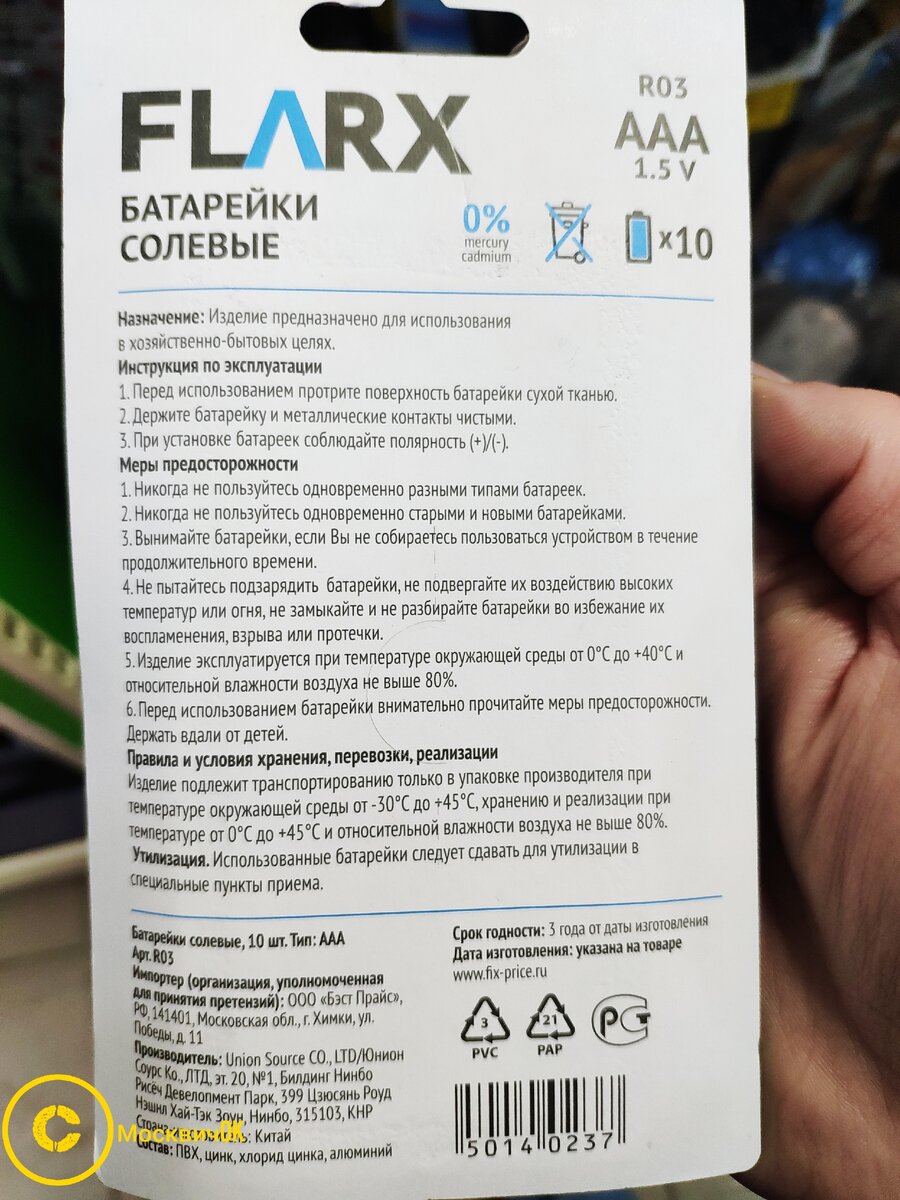 FLARX
R03
AAA
1.5 V
БАТАРЕЙКИ
СОЛЕВЫЕ
0%
mercury
cadmium
x10
Назначение: Изделие предназначено для использования
в хозяйственно-бытовых целях.
Инструкция по эксплуатации
1. Перед использованием протрите поверхность батарейки сухой тканью.
2. Держите батарейку и металлические контакты чистыми.
3. При установке батареек соблюдайте полярность (+)/(-).
Меры предосторожности
1. Никогда не пользуйтесь одновременно разными типами батареек.
2. Никогда не пользуйтесь одновременно старыми и новыми батарейками.
3. Вынимайте батарейки, если Вы не собираетесь пользоваться устройством в течение
продолжительного времени.
4. Не пытайтесь подзарядить батарейки, не подвергайте их воздействию высоких
температур или огня, не замыкайте и не разбирайте батарейки во избежание их
воспламенения, взрыва или протечки.
5. Изделие эксплуатируется при температуре окружающей среды от 0°С до +40°С и
относительной влажности воздуха не выше 80%.
6. Перед использованием батарейки внимательно прочитайте меры предосторожности.
Держать вдали от детей.
Правила и условия хранения, перевозки, реализации
Изделие подлежит транспортированию только в упаковке производителя при
температуре окружающей среды от -30°С до +45°С, хранению и реализации при
температуре от 0°С до +45°С и относительной влажности воздуха не выше 80%.
Утилизация. Использованные батарейки следует сдавать для утилизации в
специальные пункты приема.
Батарейки солевые, 10 шт. Тип: ААА
Арт. R03
Импортер (организация, уполномоченная
для принятия претензий): ООО «Бэст Прайс»,
РФ, 141401, Московская обл., г. Химки, ул.
Победы, д. 11
Производитель: Union Source CO., LTD/Юнион
Соурс Ко., ЛТД, эт. 20, №1, Билдинг Нинбо
Рисёч Девелопмент Парк, 399 Цзюсянь Роуд
Нэшнл Хай-Тэк Зоун, Нинбо, 315103, КНР
Китай
Состав: ПВХ, цинк, хлорид цинка, алюминий
Срок годности: 3 года от даты изготовления
Дата изготовления: указана на товаре
www.fix-price.ru
3
PVC
21
PAP
РСТ
5014 0237
C
МосквичОК